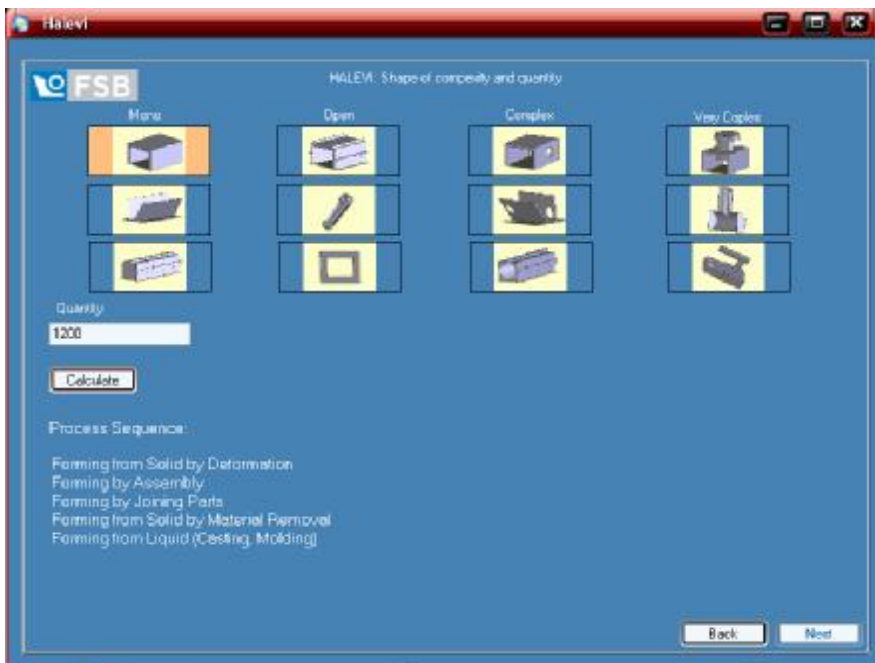 Halevi
FSB
HALEVI: Shape of compexity and quantity
Mono Open Complex Very Coplex
Quantity
1200
Calculate
Process Sequence:
Forming from Solid by Deformation
Forming by Assembly
Forming by Joining Parts
Forming from Solid by Material Removal
Forming from Liquid (Casting, Molding)
Back Next